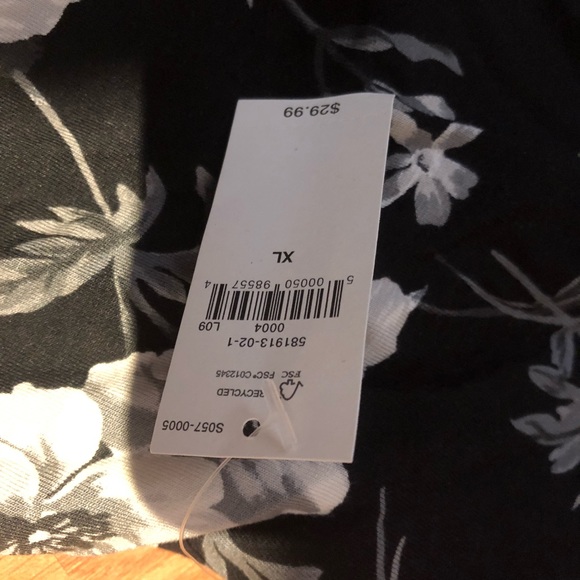 S057-0005
RECYCLED
FSC FSC® C012345
581913-02-1
0004 L09
5 00050 98557 4
XL
$29.99